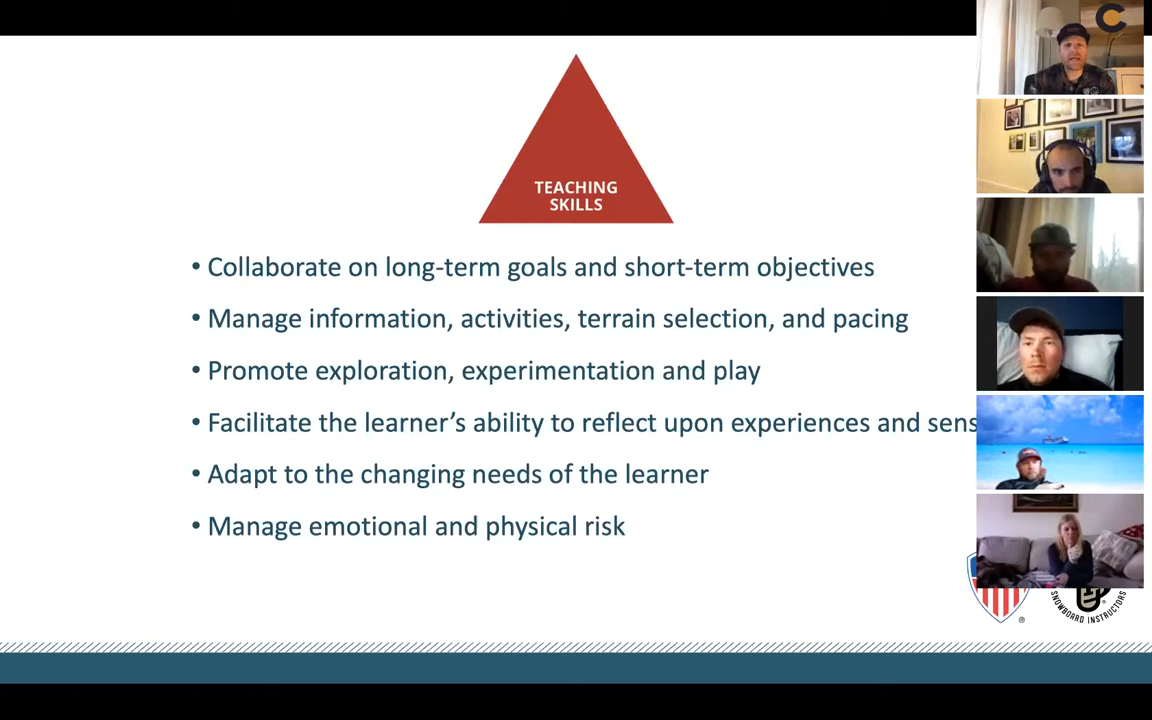 TEACHING
SKILLS
• Collaborate on long-term goals and short-term objectives
• Manage information, activities, terrain selection, and pacing
• Promote exploration, experimentation and play
• Facilitate the learner’s ability to reflect upon experiences and sens
• Adapt to the changing needs of the learner
• Manage emotional and physical risk
SNOWBOARD INSTRUCTORS